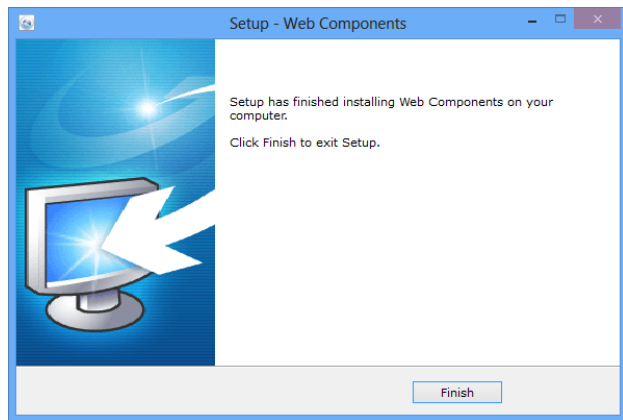 Setup - Web Components
Setup has finished installing Web Components on your
computer.
Click Finish to exit Setup.
Finish